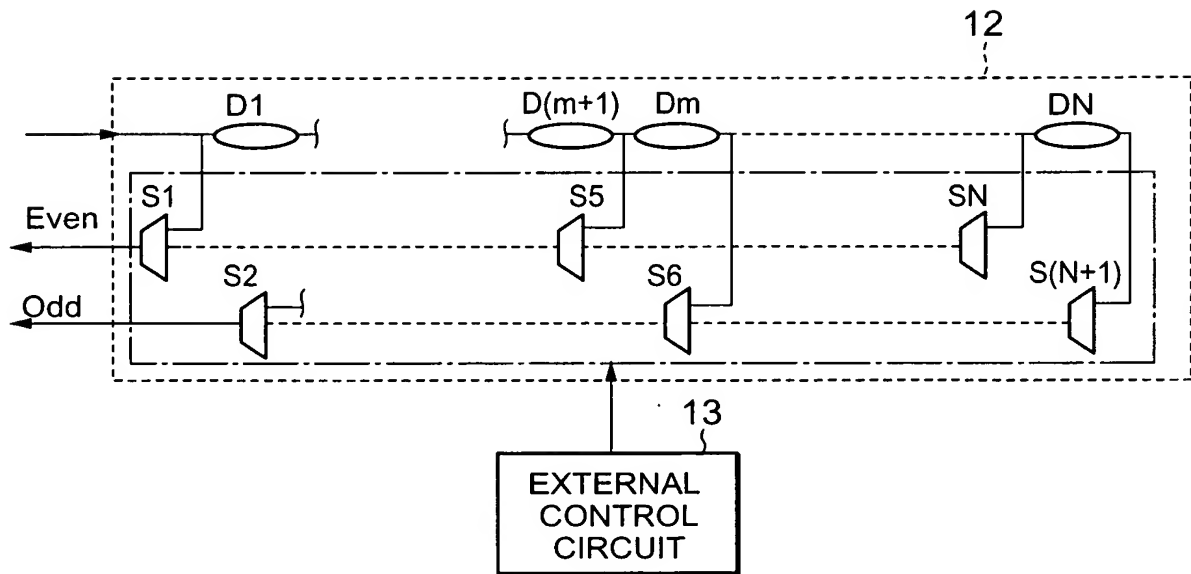 12
D1
D(m+1)
Dm
DN
S1
S5
SN
Even
S2
S6
S(N+1)
Odd
13
EXTERNAL
CONTROL
CIRCUIT